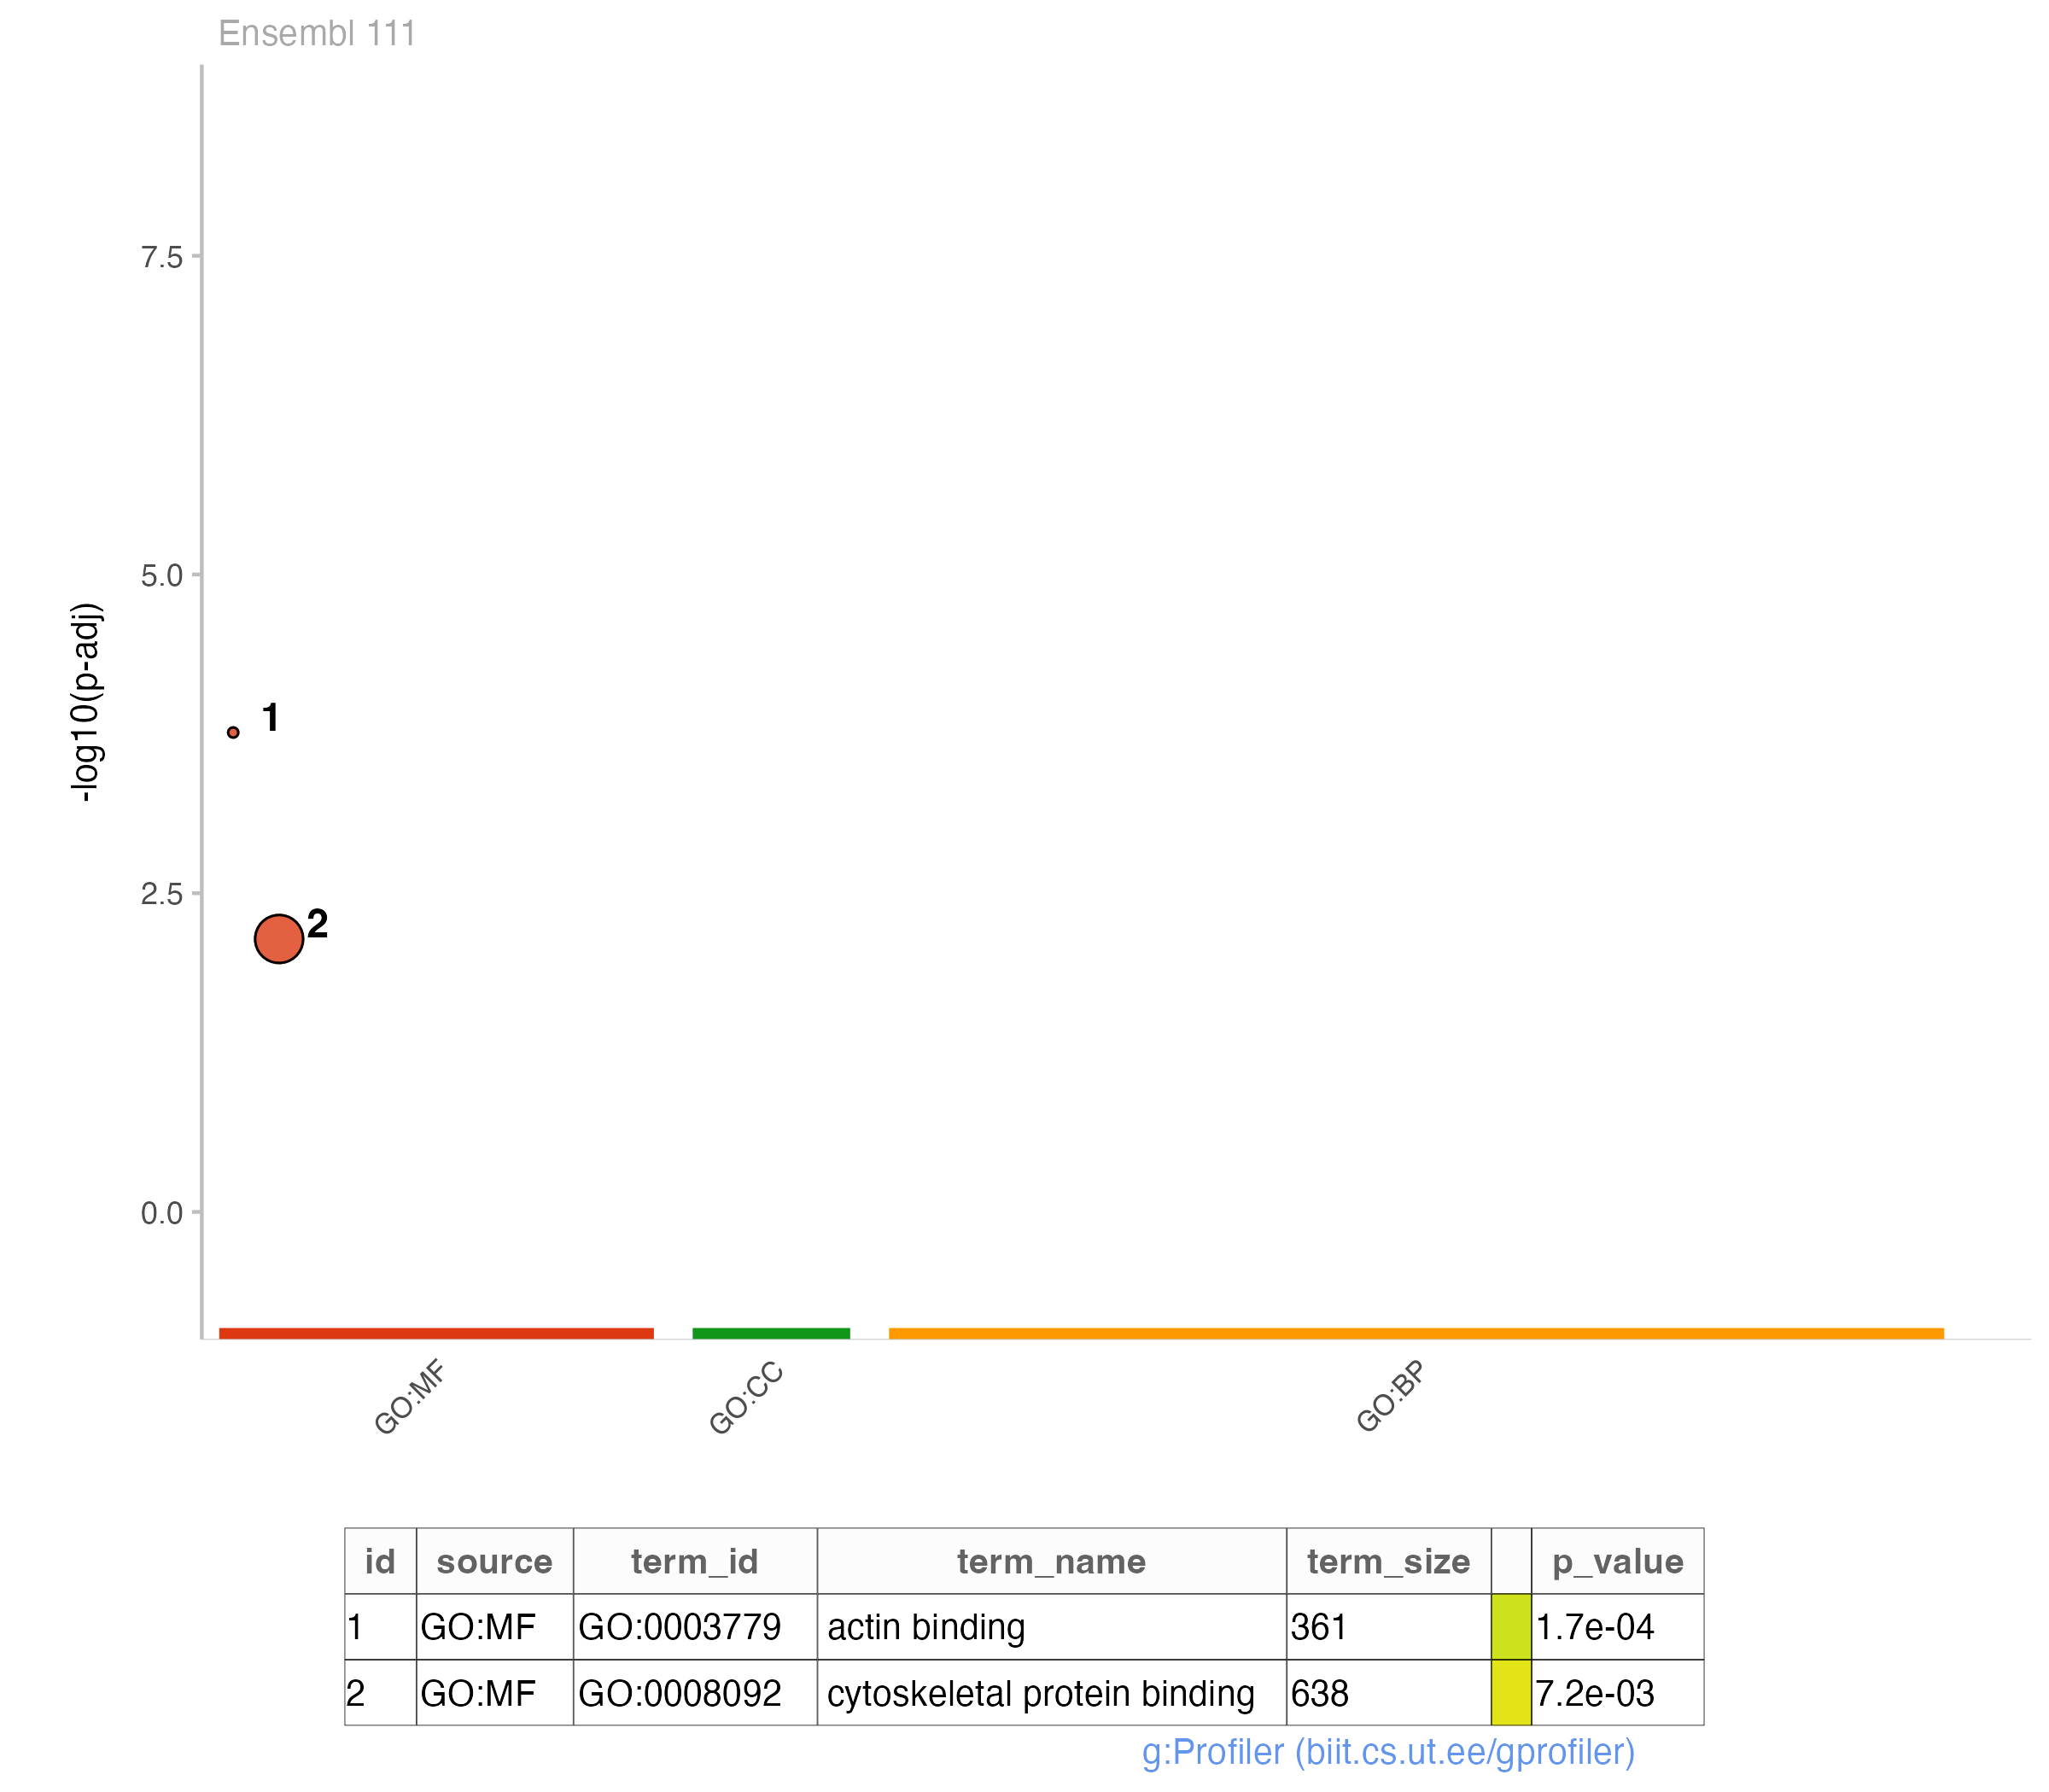 Ensembl 111
7.5
5.0
2.5
0.0
-log10(p-adj)
1
2
GO:MF
GO:CC
GO:BP
id source term_id term_name term_size p_value
1 GO:MF GO:0003779 actin binding 361 1.7e-04
2 GO:MF GO:0008092 cytoskeletal protein binding 638 7.2e-03
g:Profiler (biit.cs.ut.ee/gprofiler)